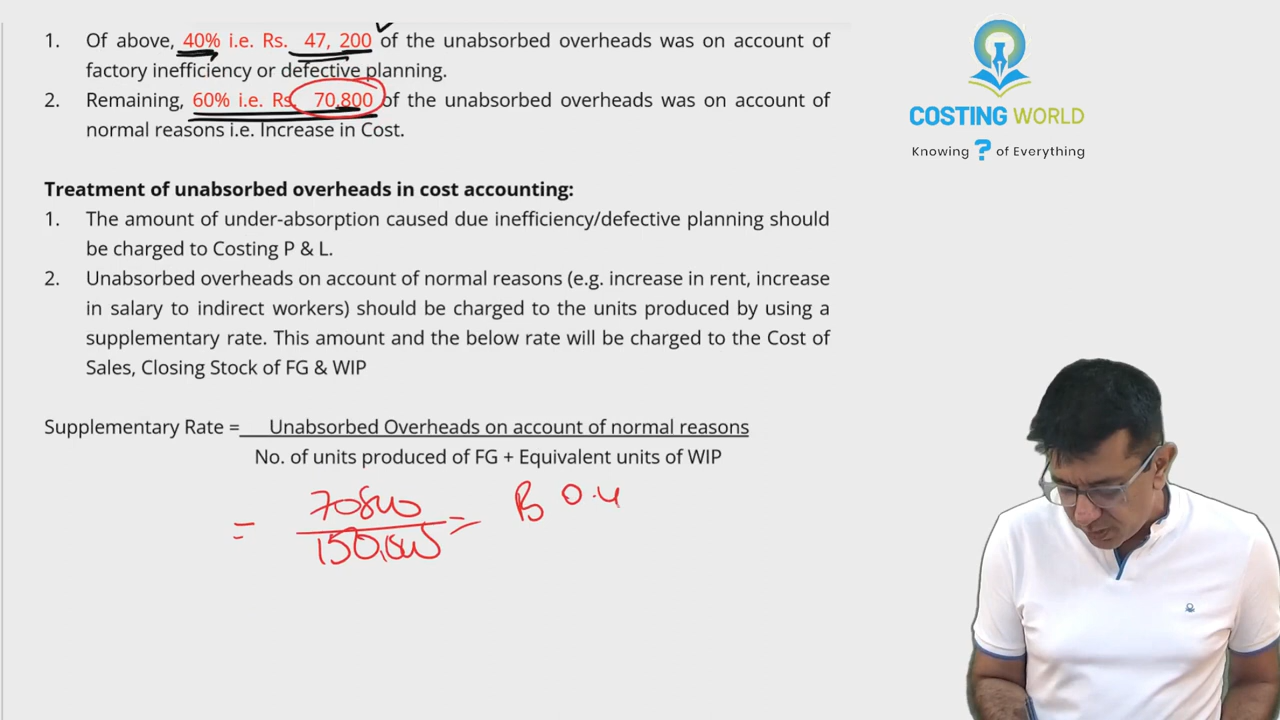 1. Of above, 40% i.e. Rs. 47, 200 of the unabsorbed overheads was on account of
factory inefficiency or defective planning.
2. Remaining, 60% i.e. Rs. 70,800 of the unabsorbed overheads was on account of
normal reasons i.e. Increase in Cost.
COSTING WORLD
Knowing ? of Everything
Treatment of unabsorbed overheads in cost accounting:
1. The amount of under-absorption caused due inefficiency/defective planning should
be charged to Costing P & L.
2. Unabsorbed overheads on account of normal reasons (e.g. increase in rent, increase
in salary to indirect workers) should be charged to the units produced by using a
supplementary rate. This amount and the below rate will be charged to the Cost of
Sales, Closing Stock of FG & WIP
Supplementary Rate = Unabsorbed Overheads on account of normal reasons
No. of units produced of FG + Equivalent units of WIP
70800
= = 0.4
150,000